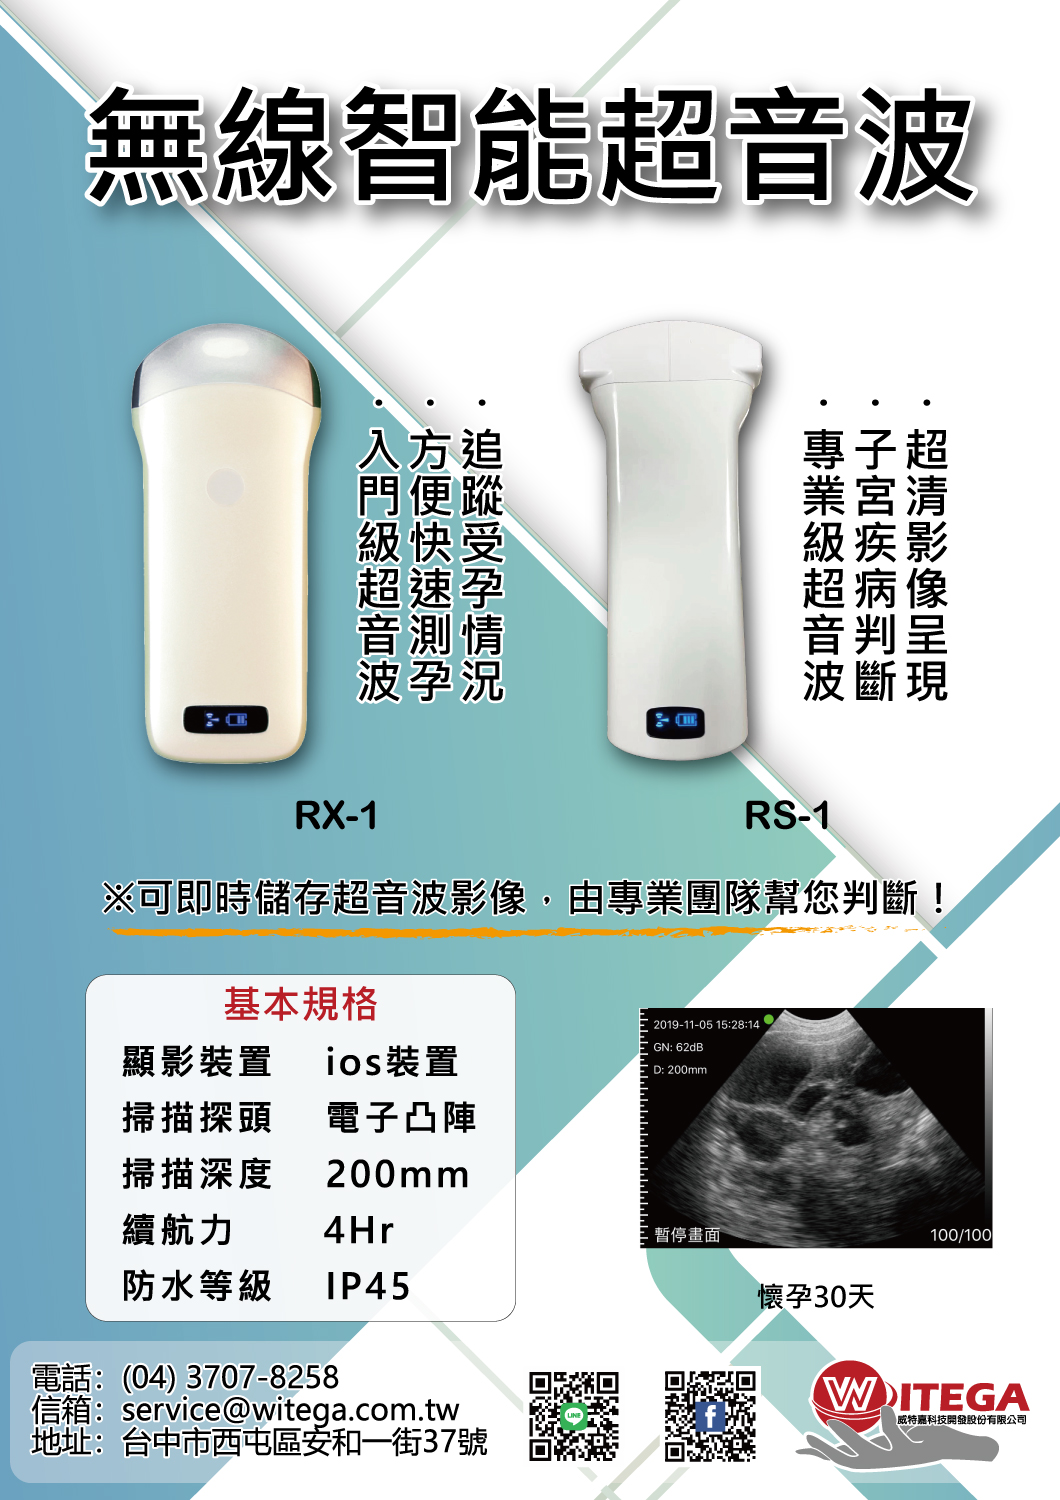 無線智能超音波
追蹤受孕情況
方便快速測孕
入門級超音波
超清影像呈現
子宮疾病判斷
專業級超音波
RX-1
RS-1
※可即時儲存超音波影像，由專業團隊幫您判斷！
基本規格
顯影裝置 ios裝置
掃描探頭 電子凸陣
掃描深度 200mm
續航力 4Hr
防水等級 IP45
2019-11-05 15:28:14
GN: 62dB
D: 200mm
暫停畫面
100/100
懷孕30天
電話：(04) 3707-8258
信箱：service@witega.com.tw
地址：台中市西屯區安和一街37號
LINE
f
WITEGA
威特嘉科技開發股份有限公司